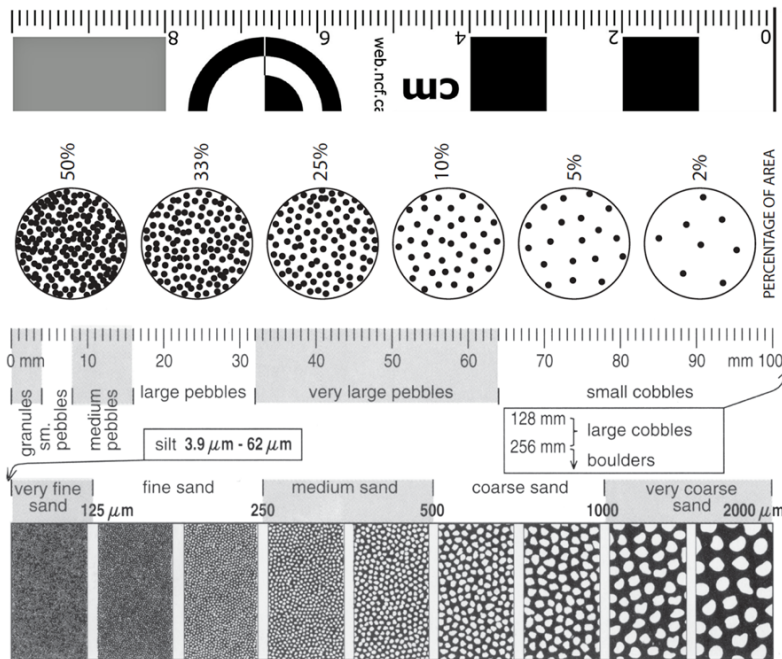 8 6 4 2 0
web.ncf.ca
cm
50% 33% 25% 10% 5% 2%
PERCENTAGE OF AREA
0 mm 10 20 30 40 50 60 70 80 90 mm 100
granules
sm. pebbles
medium pebbles
large pebbles
very large pebbles
small cobbles
128 mm
large cobbles
256 mm
boulders
silt 3.9 μm - 62 μm
very fine sand
fine sand
medium sand
coarse sand
very coarse sand
125 μm 250 500 1000 2000 μm